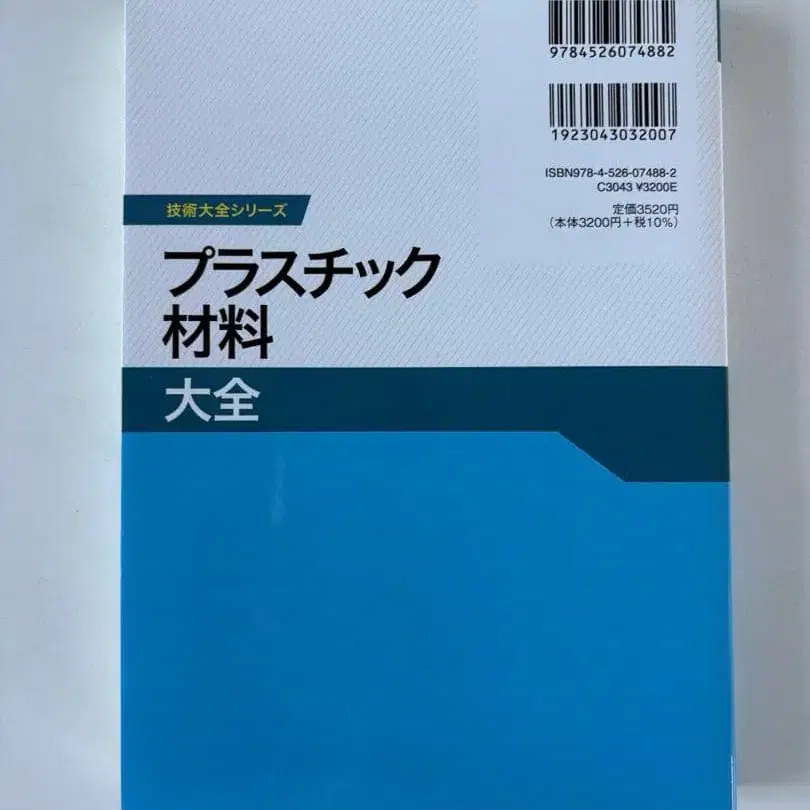 9784526074882
1923043032007
ISBN978-4-526-07488-2
C3043 ¥3200E
定価3520円
（本体3200円＋税10%）
技術大全シリーズ
プラスチック
材料
大全